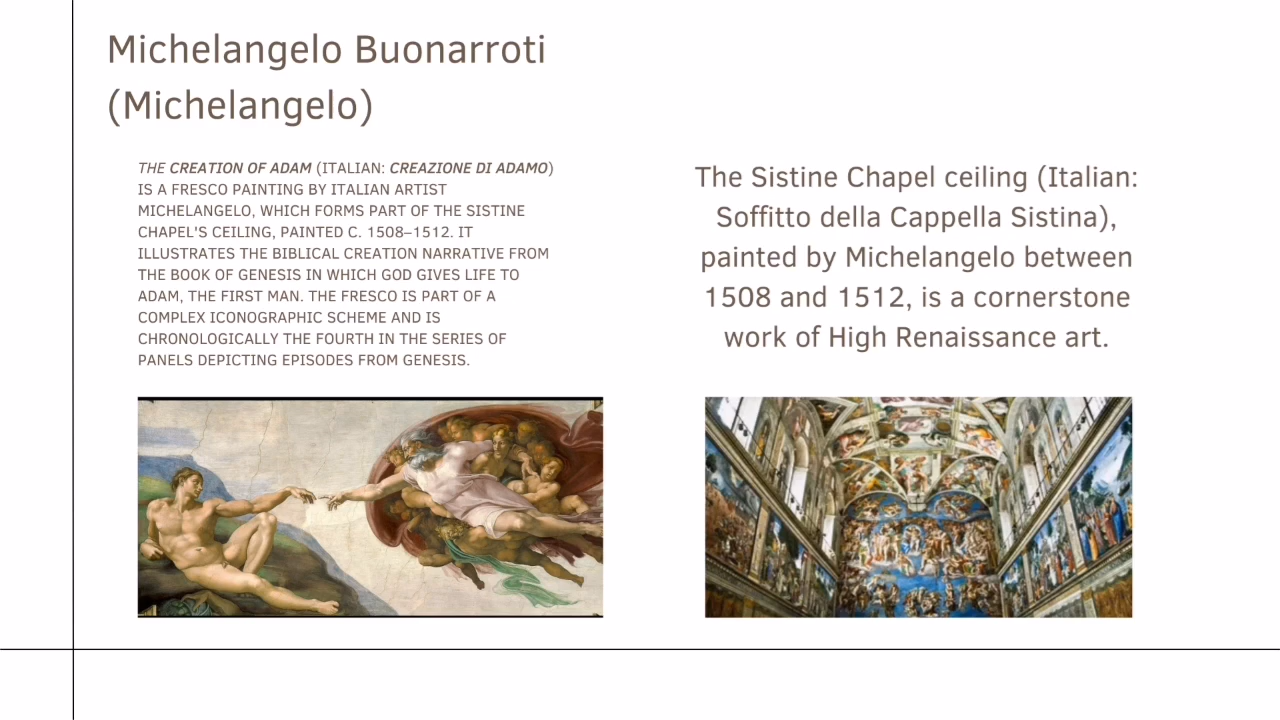 Michelangelo Buonarroti
(Michelangelo)
THE CREATION OF ADAM (ITALIAN: CREAZIONE DI ADAMO)
IS A FRESCO PAINTING BY ITALIAN ARTIST
MICHELANGELO, WHICH FORMS PART OF THE SISTINE
CHAPEL'S CEILING, PAINTED C. 1508–1512. IT
ILLUSTRATES THE BIBLICAL CREATION NARRATIVE FROM
THE BOOK OF GENESIS IN WHICH GOD GIVES LIFE TO
ADAM, THE FIRST MAN. THE FRESCO IS PART OF A
COMPLEX ICONOGRAPHIC SCHEME AND IS
CHRONOLOGICALLY THE FOURTH IN THE SERIES OF
PANELS DEPICTING EPISODES FROM GENESIS.
The Sistine Chapel ceiling (Italian:
Soffitto della Cappella Sistina),
painted by Michelangelo between
1508 and 1512, is a cornerstone
work of High Renaissance art.